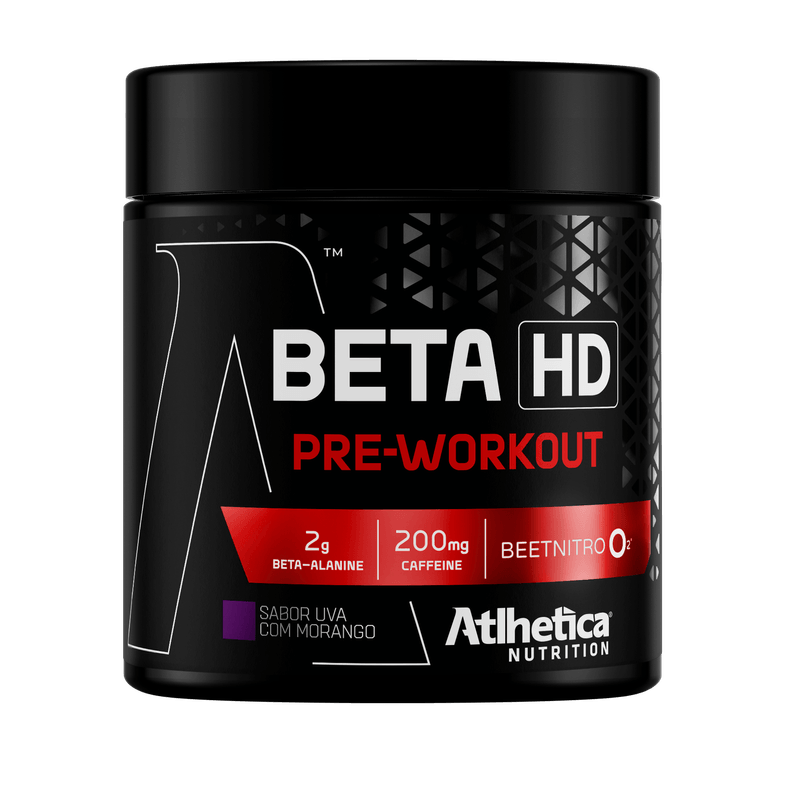 ™
BETA HD
PRE-WORKOUT
2g
BETA-ALANINE
200mg
CAFFEINE
BEETNITRO O2
SABOR UVA
COM MORANGO
Atlhetica®
NUTRITION